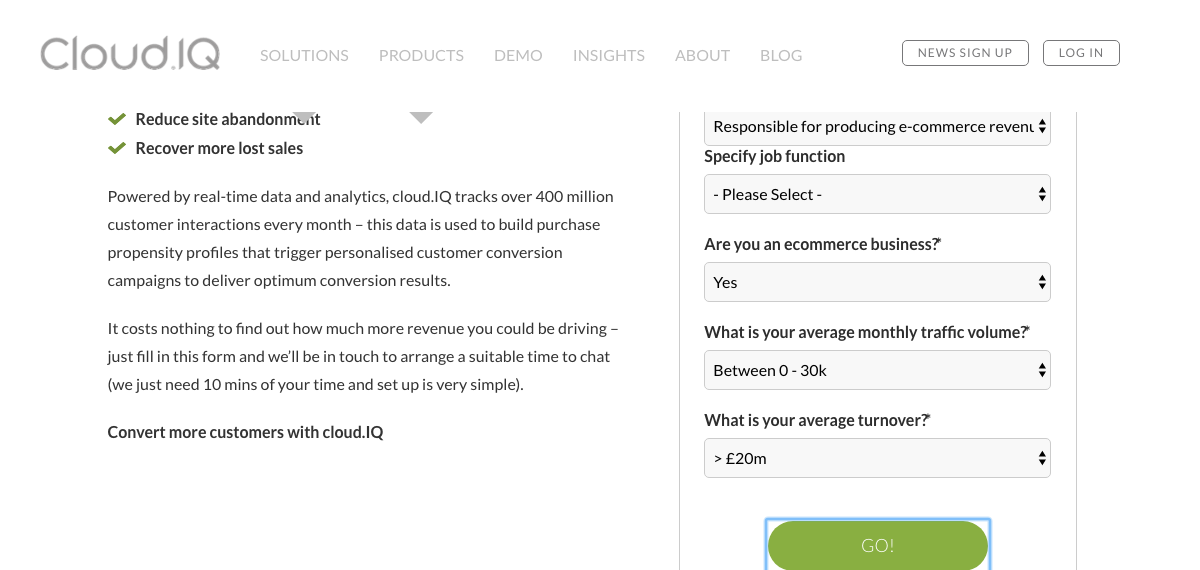 Cloud.IQ
SOLUTIONS PRODUCTS DEMO INSIGHTS ABOUT BLOG
NEWS SIGN UP
LOG IN
Reduce site abandonment
Recover more lost sales
Powered by real-time data and analytics, cloud.IQ tracks over 400 million
customer interactions every month – this data is used to build purchase
propensity profiles that trigger personalised customer conversion
campaigns to deliver optimum conversion results.
It costs nothing to find out how much more revenue you could be driving –
just fill in this form and we'll be in touch to arrange a suitable time to chat
(we just need 10 mins of your time and set up is very simple).
Convert more customers with cloud.IQ
Responsible for producing e-commerce revenu
Specify job function
- Please Select -
Are you an ecommerce business?*
Yes
What is your average monthly traffic volume?*
Between 0 - 30k
What is your average turnover?*
> £20m
GO!